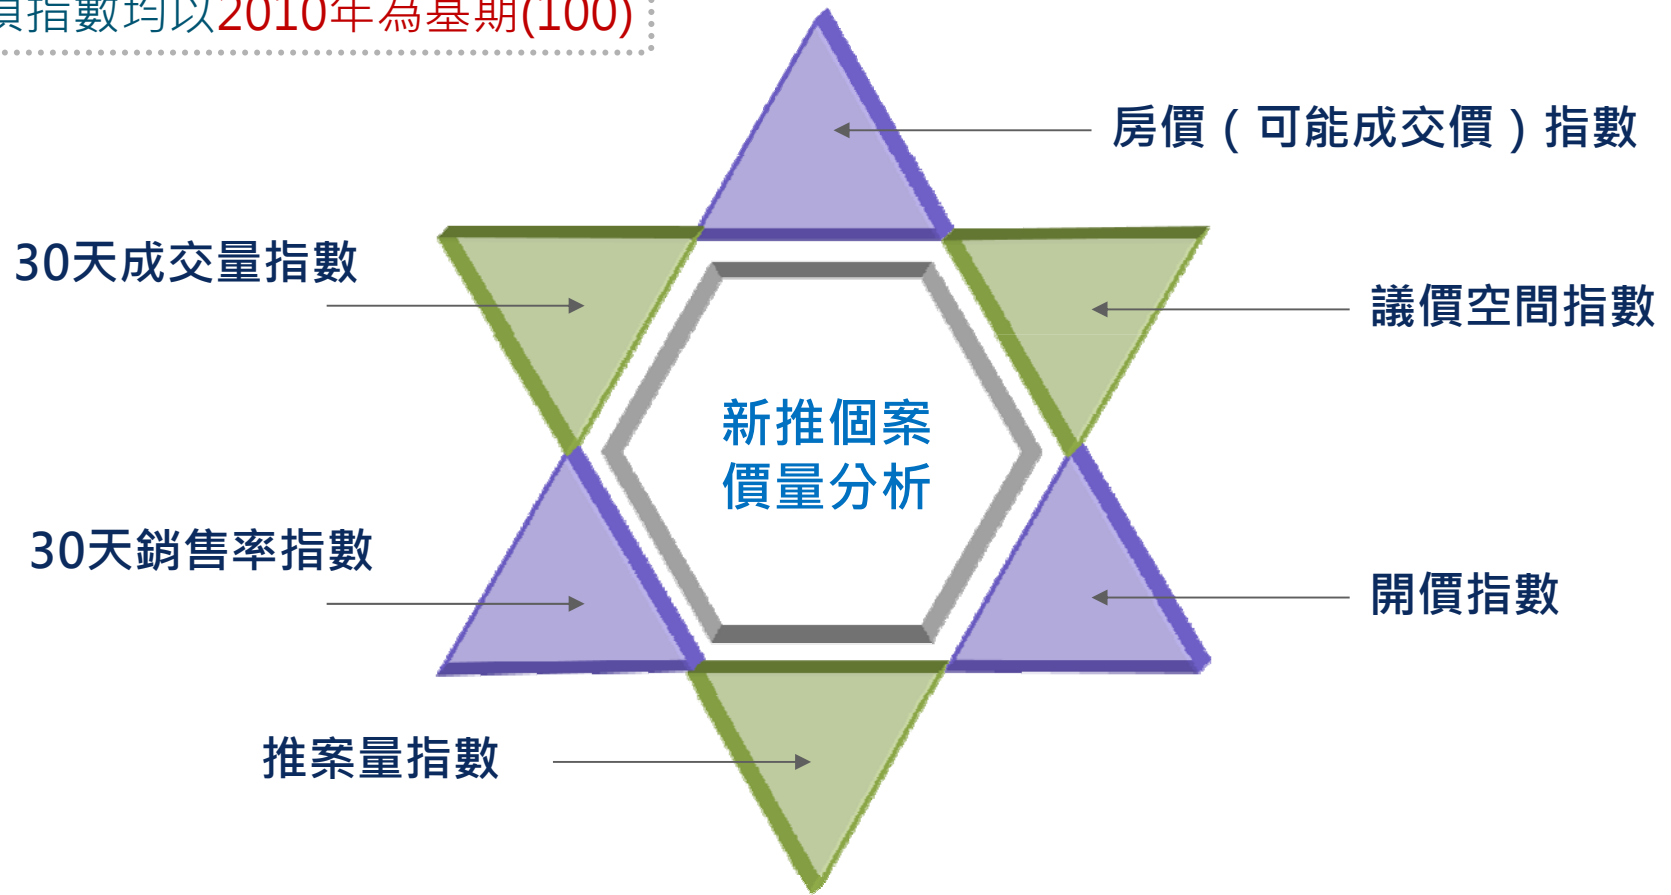 項指數均以2010年為基期(100)
房價（可能成交價）指數
30天成交量指數
議價空間指數
新推個案
價量分析
30天銷售率指數
開價指數
推案量指數